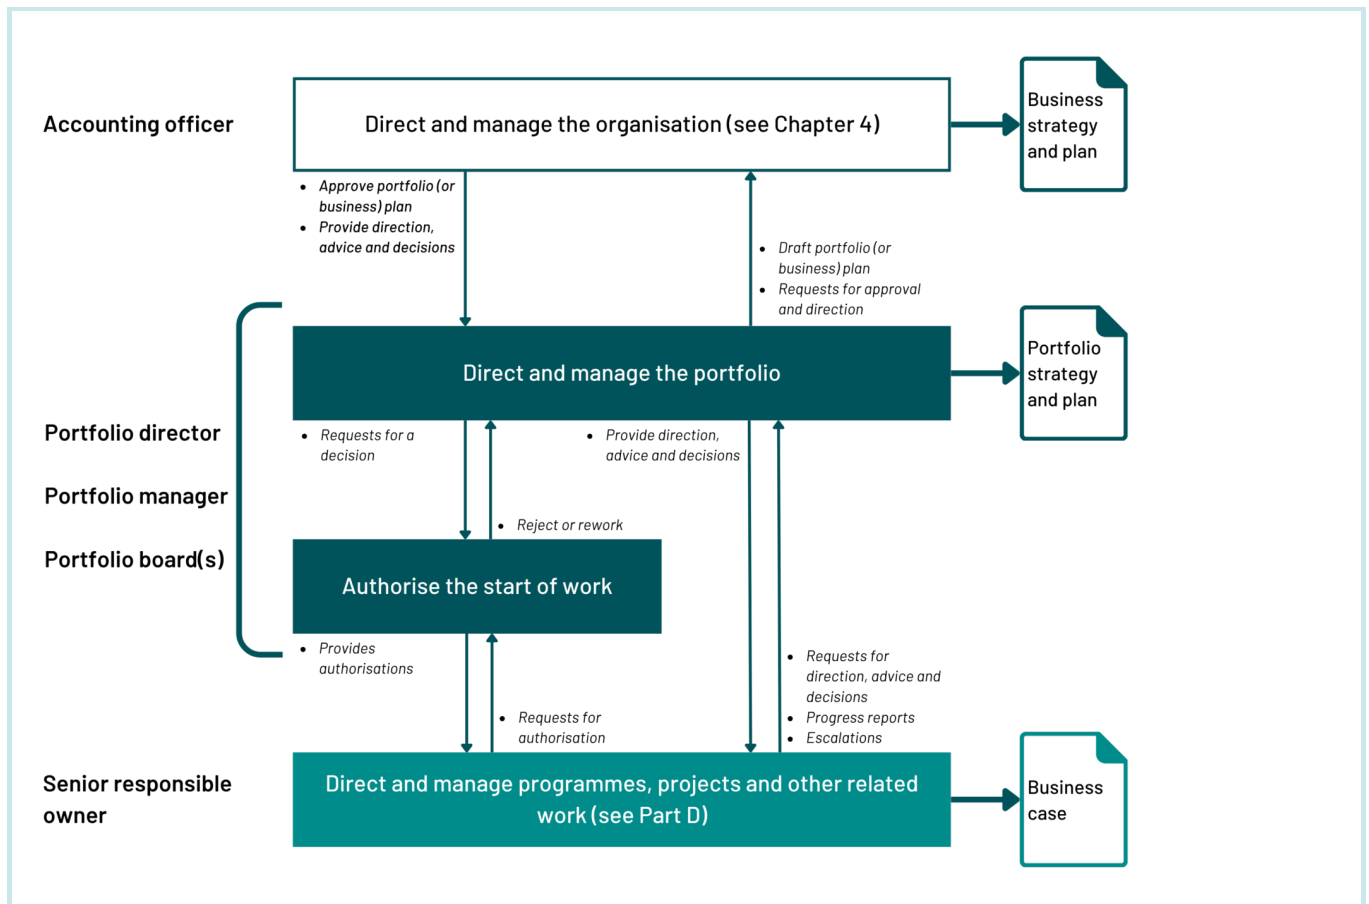 Accounting officer
Direct and manage the organisation (see Chapter 4)
Business
strategy
and plan
• Approve portfolio (or
business) plan
• Provide direction,
advice and decisions
• Draft portfolio (or
business) plan
• Requests for approval
and direction
Direct and manage the portfolio
Portfolio
strategy
and plan
Portfolio director
Portfolio manager
Portfolio board(s)
• Requests for a
decision
• Provide direction,
advice and decisions
• Reject or rework
Authorise the start of work
• Provides
authorisations
• Requests for
authorisation
• Requests for
direction, advice and
decisions
• Progress reports
• Escalations
Senior responsible
owner
Direct and manage programmes, projects and other related
work (see Part D)
Business
case